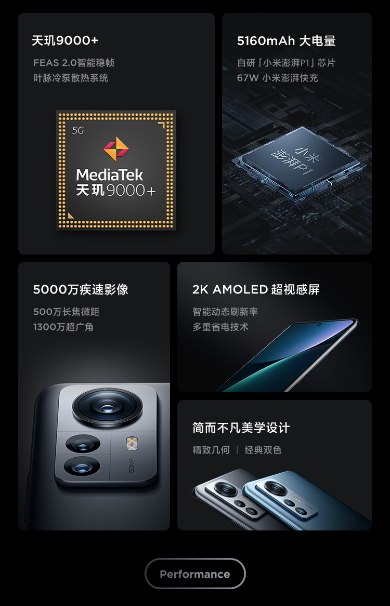 天玑9000+
FEAS 2.0智能稳帧
叶脉冷泵散热系统
5G
MediaTek
天玑 9000+
5160mAh 大电量
自研「小米澎湃P1」芯片
67W 小米澎湃快充
小米
澎湃P1
5000万疾速影像
500万长焦微距
1300万超广角
50MP
2K AMOLED 超视感屏
智能动态刷新率
多重省电技术
简而不凡美学设计
精致几何 | 经典双色
Performance